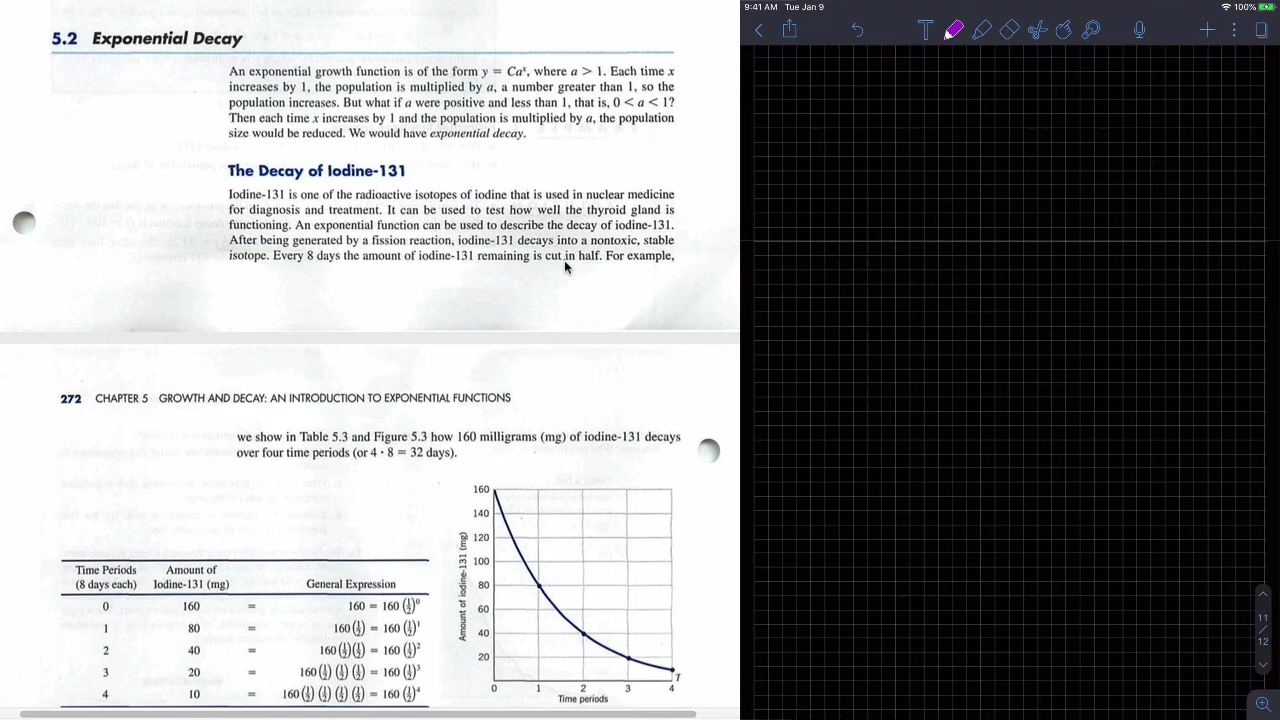 5.2 Exponential Decay
An exponential growth function is of the form y = Caˣ, where a > 1. Each time x
increases by 1, the population is multiplied by a, a number greater than 1, so the
population increases. But what if a were positive and less than 1, that is, 0 < a < 1?
Then each time x increases by 1 and the population is multiplied by a, the population
size would be reduced. We would have exponential decay.
The Decay of Iodine-131
Iodine-131 is one of the radioactive isotopes of iodine that is used in nuclear medicine
for diagnosis and treatment. It can be used to test how well the thyroid gland is
functioning. An exponential function can be used to describe the decay of iodine-131.
After being generated by a fission reaction, iodine-131 decays into a nontoxic, stable
isotope. Every 8 days the amount of iodine-131 remaining is cut in half. For example,
272 CHAPTER 5 GROWTH AND DECAY: AN INTRODUCTION TO EXPONENTIAL FUNCTIONS
we show in Table 5.3 and Figure 5.3 how 160 milligrams (mg) of iodine-131 decays
over four time periods (or 4 · 8 = 32 days).
Time Periods Amount of
(8 days each) Iodine-131 (mg) General Expression
0 160 = 160 = 160 (½)⁰
1 80 = 160(½) = 160 (½)¹
2 40 = 160(½)(½) = 160 (½)²
3 20 = 160(½)(½)(½) = 160 (½)³
4 10 = 160(½)(½)(½)(½) = 160 (½)⁴
160
140
120
100
80
60
40
20
Amount of iodine-131 (mg)
0 1 2 3 4
T
Time periods
9:41 AM Tue Jan 9
100%
T
11
12